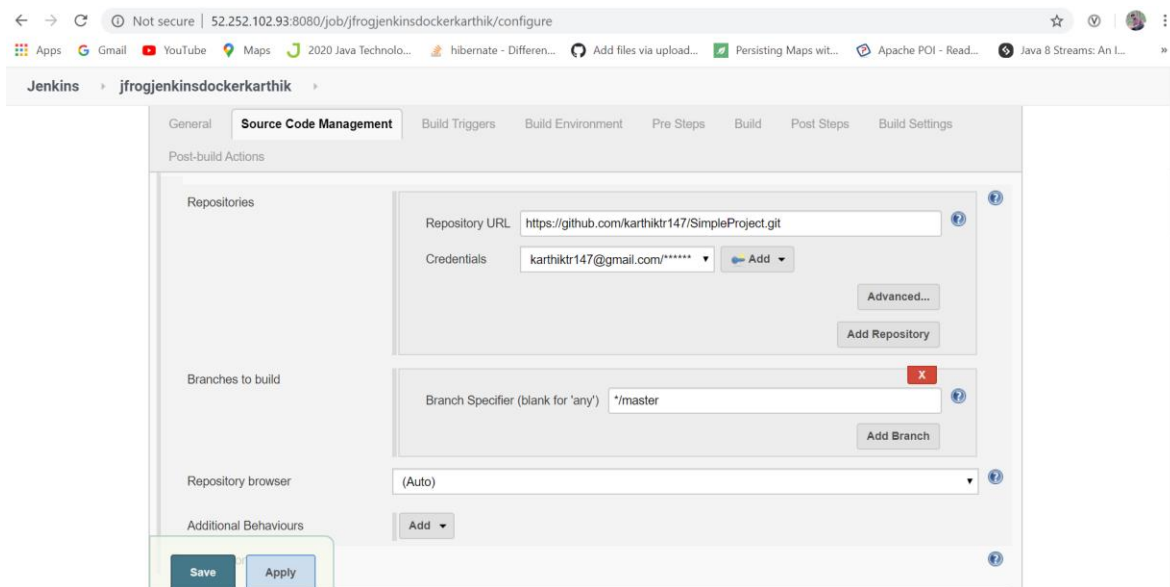 Not secure | 52.252.102.93:8080/job/jfrogjenkinsdockerkarthik/configure
Apps Gmail YouTube Maps 2020 Java Technolo... hibernate - Differen... Add files via upload... Persisting Maps wit... Apache POI - Read... Java 8 Streams: An I... »
Jenkins jfrogjenkinsdockerkarthik
General Source Code Management Build Triggers Build Environment Pre Steps Build Post Steps Build Settings
Post-build Actions
Repositories
Repository URL https://github.com/karthiktr147/SimpleProject.git
Credentials karthiktr147@gmail.com/****** Add
Advanced...
Add Repository
Branches to build
X
Branch Specifier (blank for 'any') */master
Add Branch
Repository browser (Auto)
Additional Behaviours Add
Save Apply